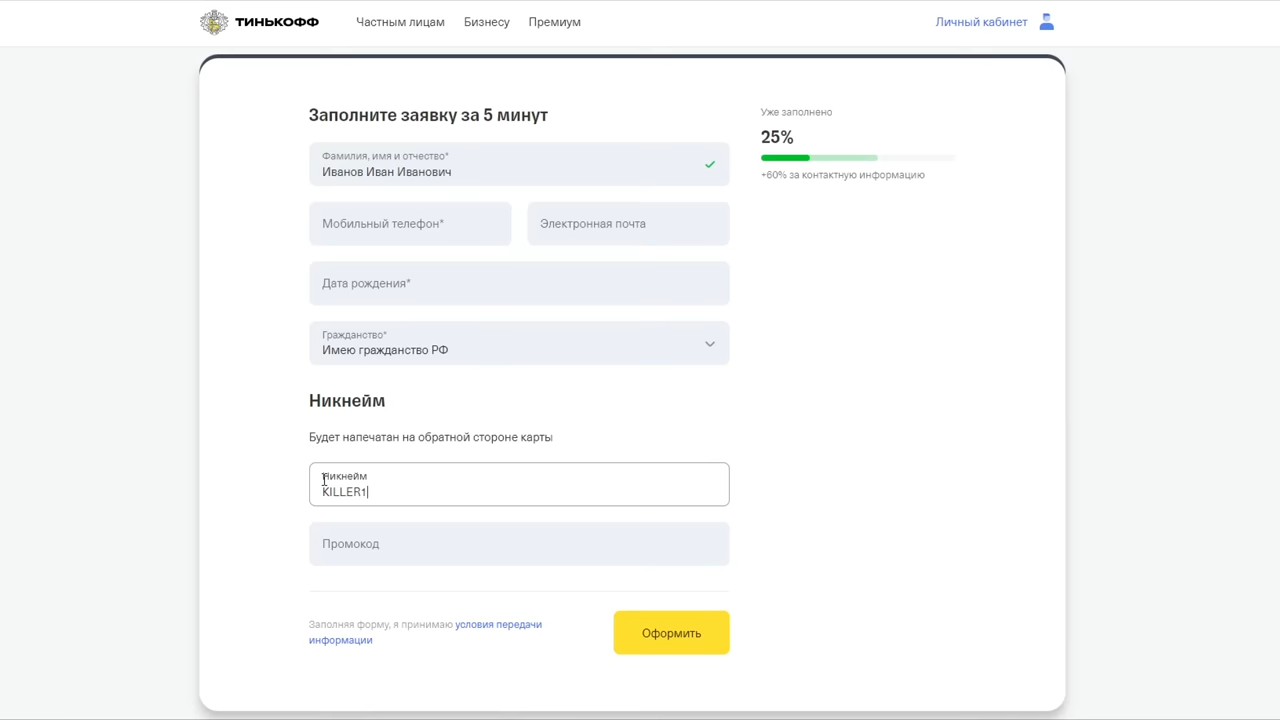 ТИНЬКОФФ Частным лицам Бизнесу Премиум Личный кабинет
Заполните заявку за 5 минут
Уже заполнено
25%
+60% за контактную информацию
Фамилия, имя и отчество*
Иванов Иван Иванович
Мобильный телефон* Электронная почта
Дата рождения*
Гражданство*
Имею гражданство РФ
Никнейм
Будет напечатан на обратной стороне карты
Никнейм
KILLER1
Промокод
Заполняя форму, я принимаю условия передачи
информации
Оформить